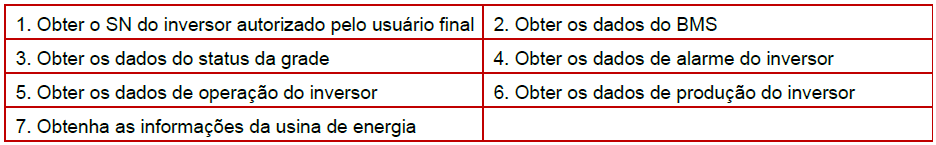 1. Obter o SN do inversor autorizado pelo usuário final
2. Obter os dados do BMS
3. Obter os dados do status da grade
4. Obter os dados de alarme do inversor
5. Obter os dados de operação do inversor
6. Obter os dados de produção do inversor
7. Obtenha as informações da usina de energia